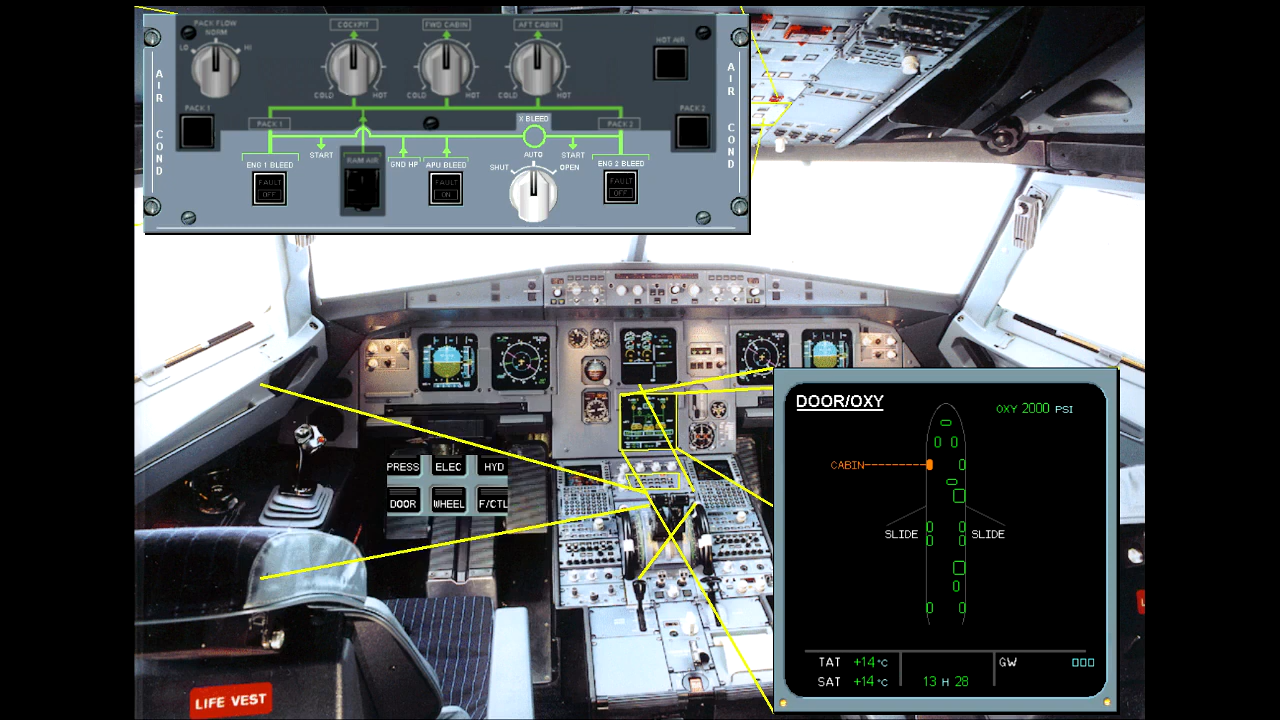 PACK FLOW
NORM
LO
HI
COCKPIT
FWD CABIN
AFT CABIN
HOT AIR
COLD HOT
COLD HOT
COLD HOT
AIR COND
AIR COND
PACK 1
PACK 2
PACK 1
X BLEED
PACK 2
START
RAM AIR
GND HP
APU BLEED
AUTO
START
ENG 1 BLEED
SHUT
OPEN
ENG 2 BLEED
FAULT
OFF
FAULT
ON
FAULT
OFF
PRESS ELEC HYD
DOOR WHEEL F/CTL
LIFE VEST
DOOR/OXY
OXY 2000 PSI
CABIN
SLIDE SLIDE
TAT +14 °C
GW
SAT +14 °C
13 H 28